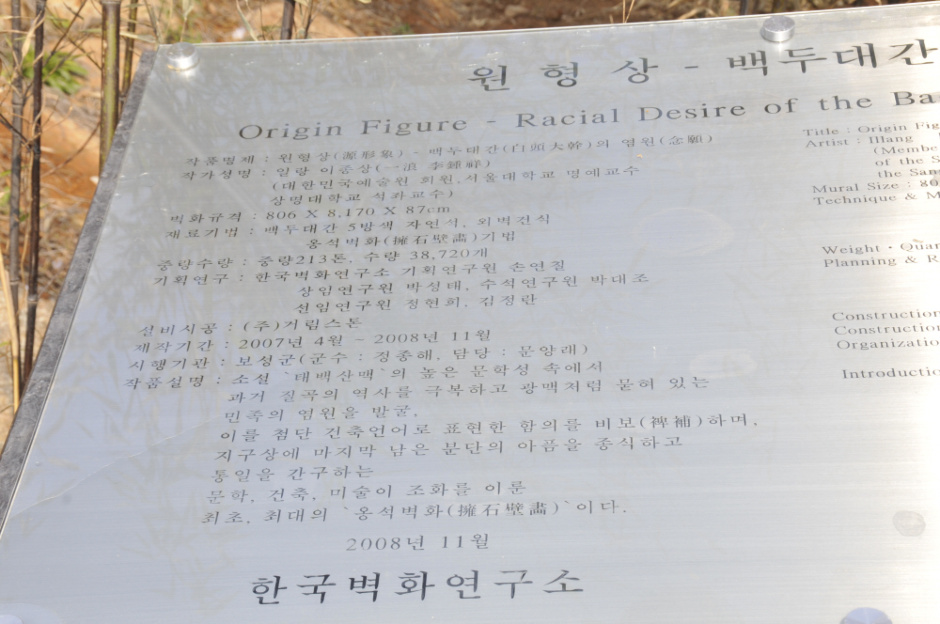 원 형 상 - 백두대간
Origin Figure - Racial Desire of the Ba
작품명제 : 원형상(源形象) - 백두대간(白頭大幹)의 염원(念願)
작가성명 : 일랑 이종상(一浪 李鍾祥)
(대한민국예술원 회원, 서울대학교 명예교수
상명대학교 석좌교수)
벽화규격 : 806 X 8,170 X 87cm
재료기법 : 백두대간 5방색 자연석, 외벽건식
옹석벽화(擁石壁畵)기법
중량수량 : 중량213톤, 수량 38,720개
기획연구 : 한국벽화연구소 기획연구원 손연칠
상임연구원 박성태, 수석연구원 박대조
선임연구원 정현희, 김정란
설비시공 : (주)거림스톤
제작기간 : 2007년 4월 ~ 2008년 11월
시행기관 : 보성군(군수 : 정종해, 담당 : 문양래)
작품설명 : 소설 `태백산맥`의 높은 문학성 속에서
과거 질곡의 역사를 극복하고 광맥처럼 묻혀 있는
민족의 염원을 발굴,
이를 첨단 건축언어로 표현한 함의를 비보(裨補)하며,
지구상에 마지막 남은 분단의 아픔을 종식하고
통일을 간구하는
문학, 건축, 미술이 조화를 이룬
최초, 최대의 `옹석벽화(擁石壁畵)`이다.
2008년 11월
한국벽화연구소
Title : Origin Fig
Artist : Illang
(Membe
of the S
the San
Mural Size : 80
Technique & M
Weight · Quan
Planning & R
Construction
Construction
Organizatio
Introductio